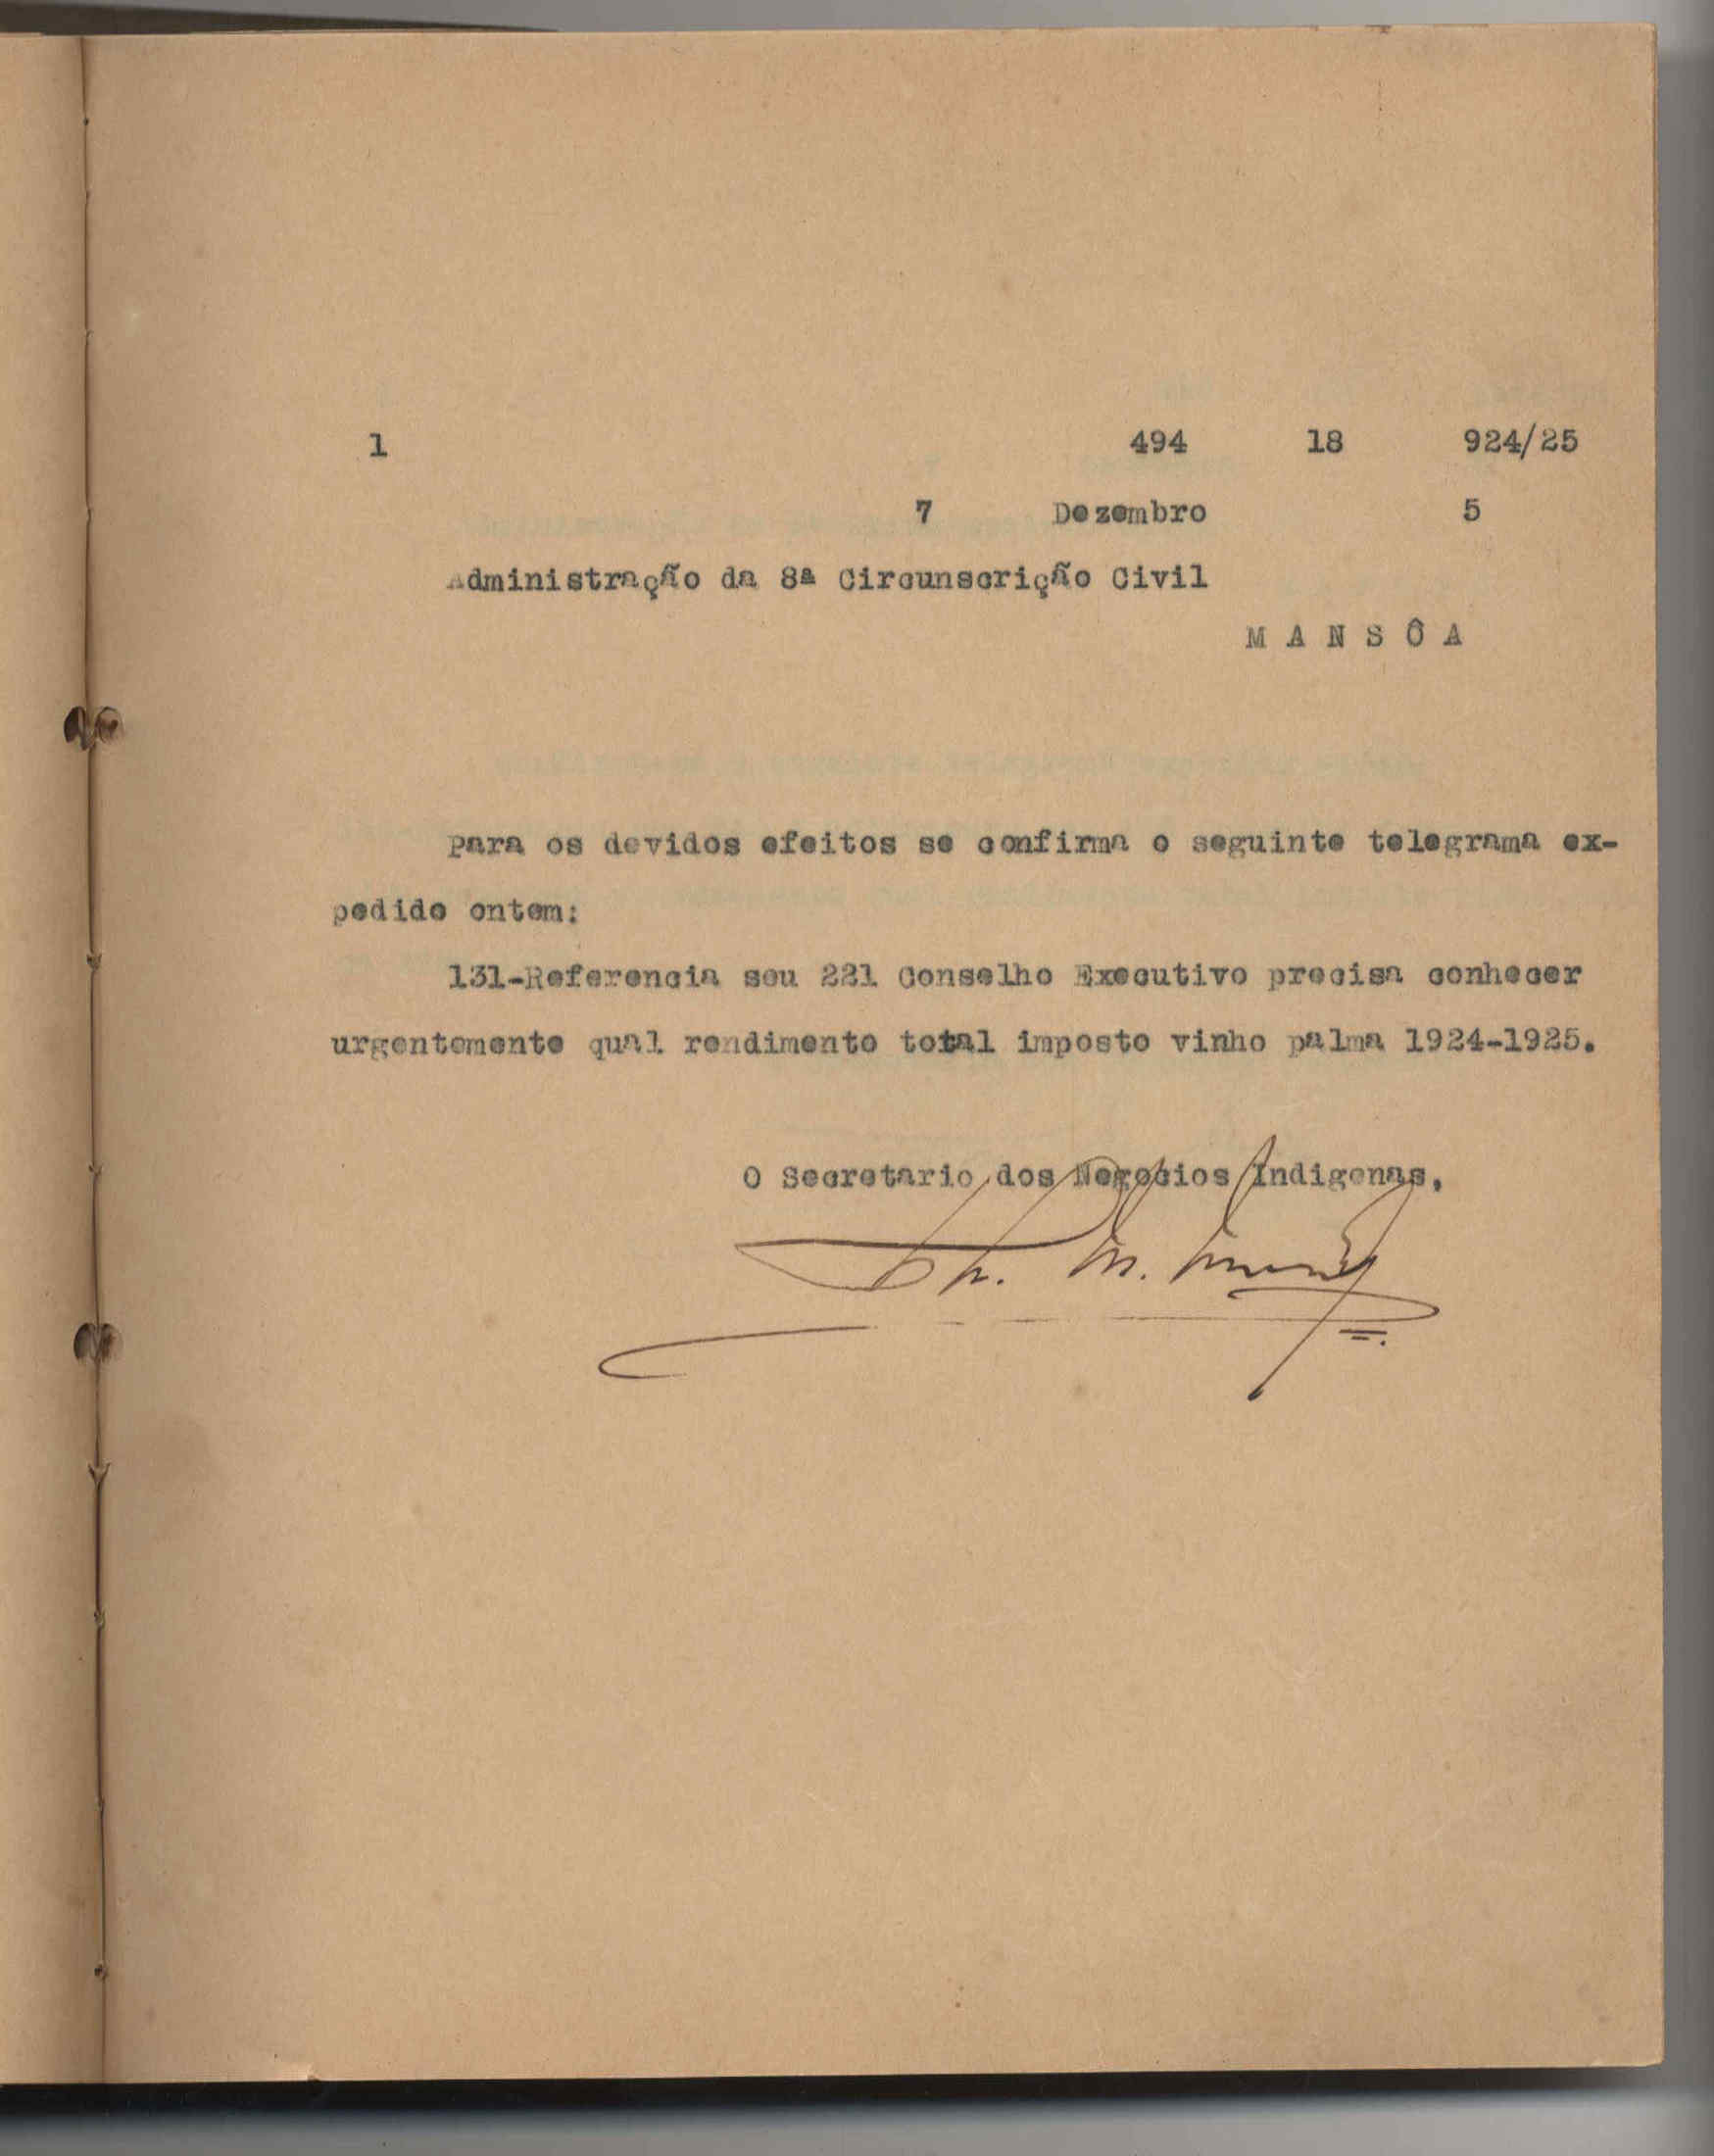 1 494 18 924/25
7 Dezembro 5
Administração da 8ª Circunscrição Civil
M A N S Ô A
Para os devidos efeitos se confirma o seguinte telegrama ex-
pedido ontem:
131-Referencia seu 221 Conselho Executivo precisa conhecer
urgentemente qual rendimento total imposto vinho palma 1924-1925.
O Secretario dos Negocios Indigenas,